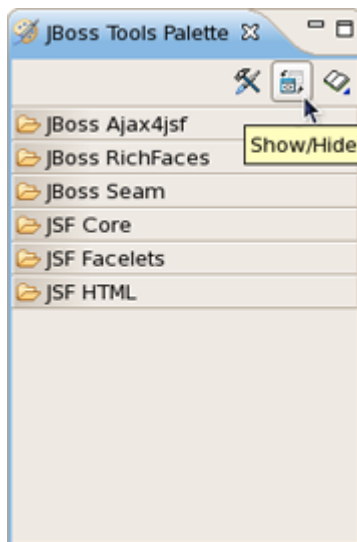 JBoss Tools Palette
JBoss Ajax4jsf
Show/Hide
JBoss RichFaces
JBoss Seam
JSF Core
JSF Facelets
JSF HTML